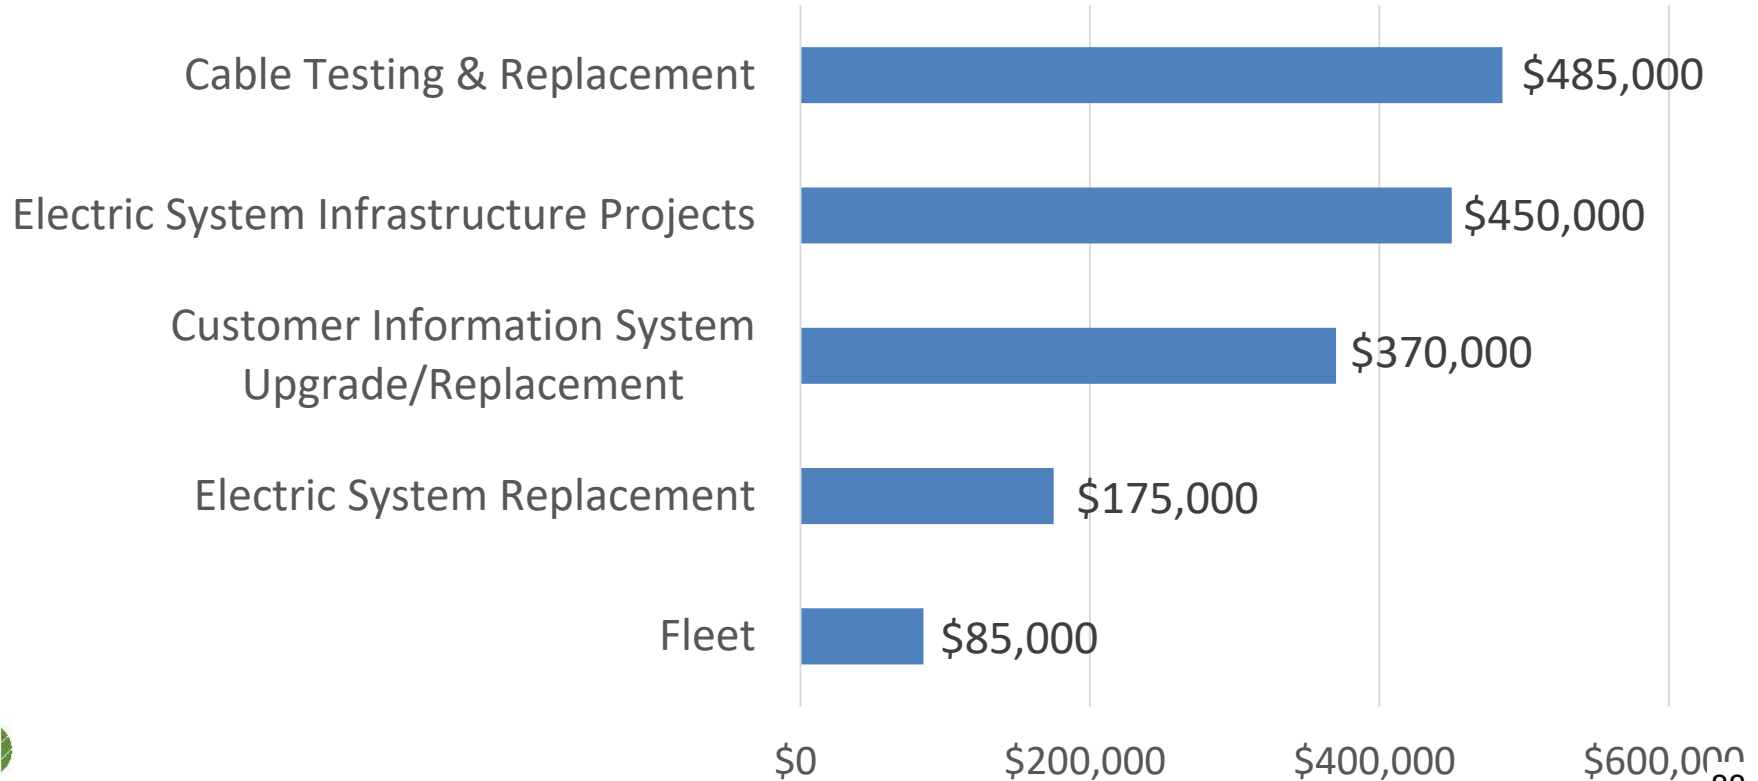 Cable Testing & Replacement
$485,000
Electric System Infrastructure Projects
$450,000
Customer Information System
Upgrade/Replacement
$370,000
Electric System Replacement
$175,000
Fleet
$85,000
$0
$200,000
$400,000